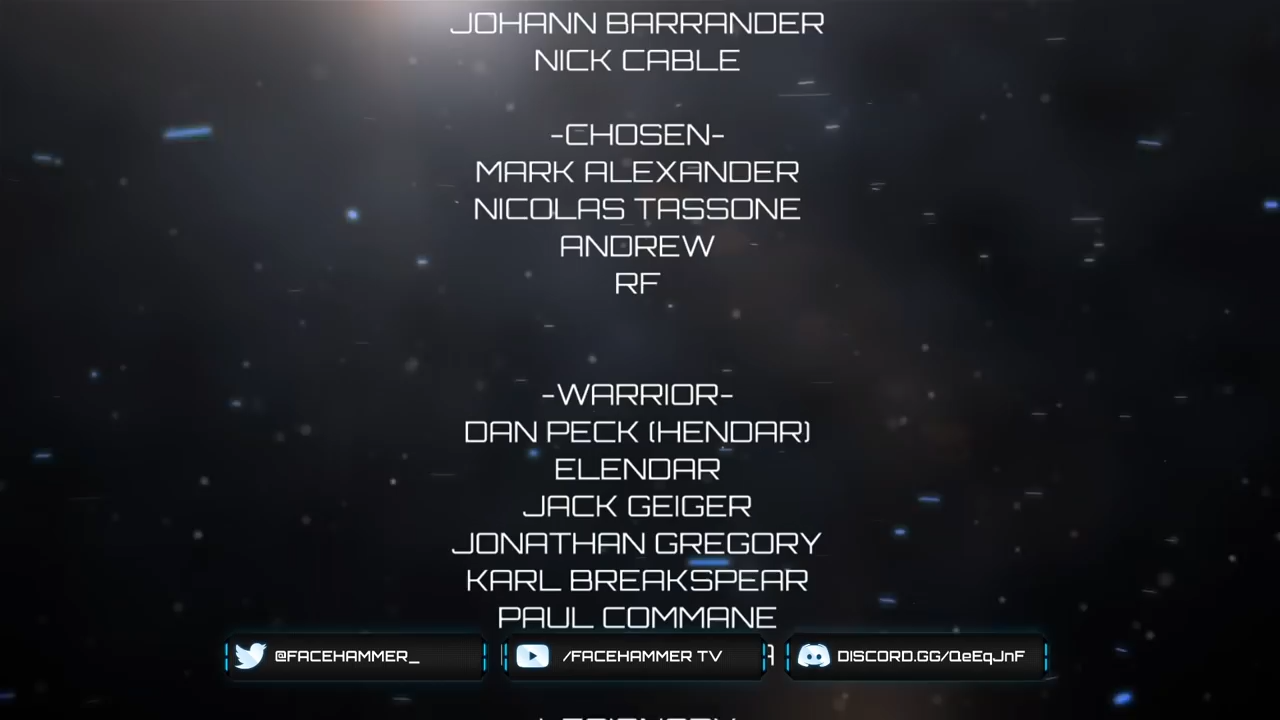 JOHANN BARRANDER
NICK CABLE
-CHOSEN-
MARK ALEXANDER
NICOLAS TASSONE
ANDREW
RF
-WARRIOR-
DAN PECK (HENDAR)
ELENDAR
JACK GEIGER
JONATHAN GREGORY
KARL BREAKSPEAR
PAUL COMMANE
@FACEHAMMER_
/FACEHAMMER TV
DISCORD.GG/QeEqJnF